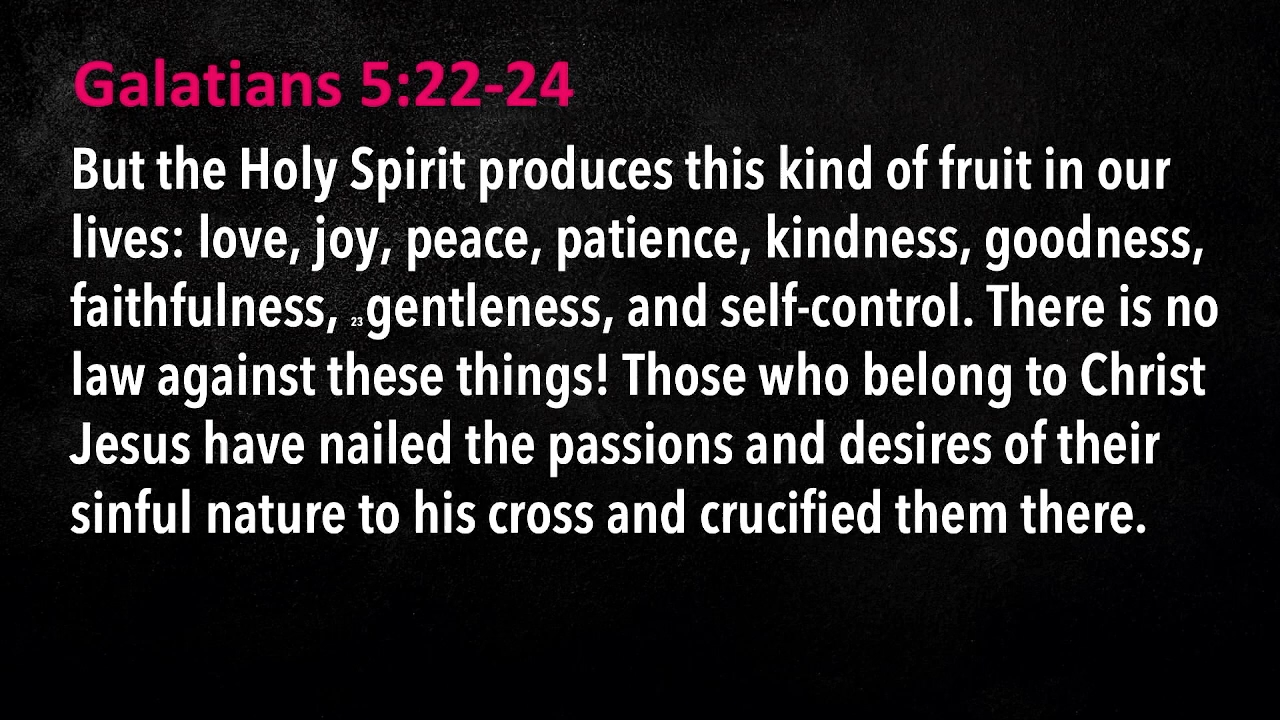 Galatians 5:22-24
But the Holy Spirit produces this kind of fruit in our
lives: love, joy, peace, patience, kindness, goodness,
faithfulness, 23gentleness, and self-control. There is no
law against these things! Those who belong to Christ
Jesus have nailed the passions and desires of their
sinful nature to his cross and crucified them there.